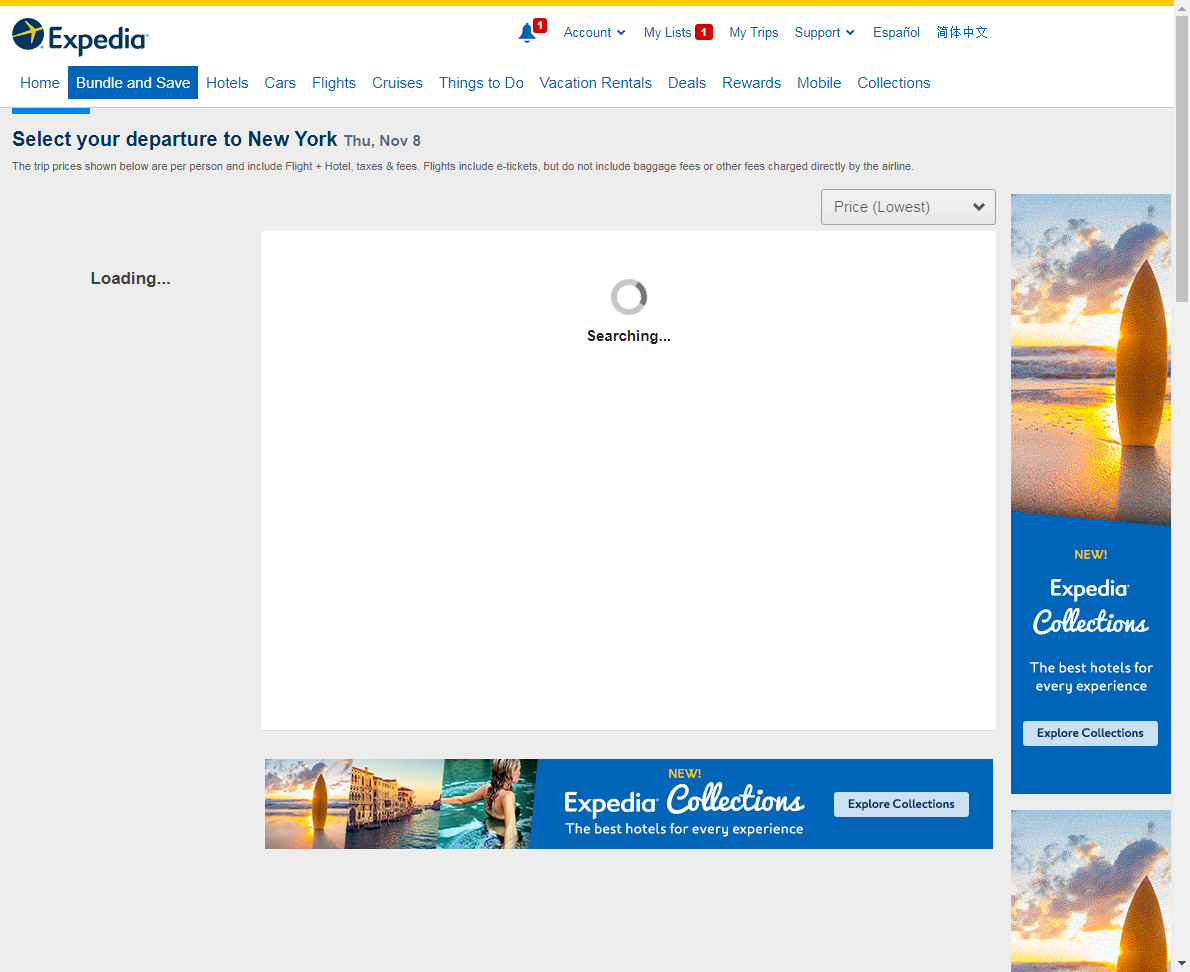 Expedia
1
Account
My Lists 1
My Trips
Support
Español
简体中文
Home
Bundle and Save
Hotels
Cars
Flights
Cruises
Things to Do
Vacation Rentals
Deals
Rewards
Mobile
Collections
Select your departure to New York Thu, Nov 8
The trip prices shown below are per person and include Flight + Hotel, taxes & fees. Flights include e-tickets, but do not include baggage fees or other fees charged directly by the airline.
Price (Lowest)
Loading...
Searching...
NEW!
Expedia
Collections
The best hotels for
every experience
Explore Collections
NEW!
Expedia Collections
The best hotels for every experience
Explore Collections